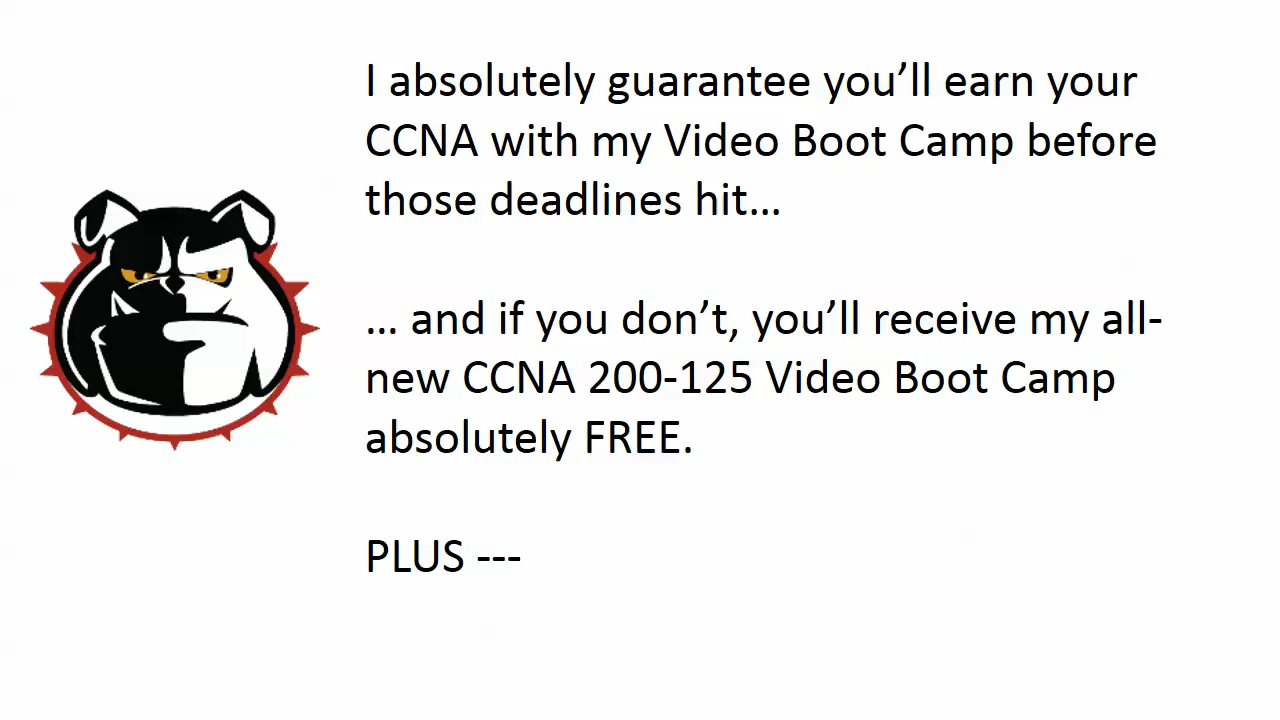 I absolutely guarantee you’ll earn your
CCNA with my Video Boot Camp before
those deadlines hit…
… and if you don’t, you’ll receive my all-
new CCNA 200-125 Video Boot Camp
absolutely FREE.
PLUS ---